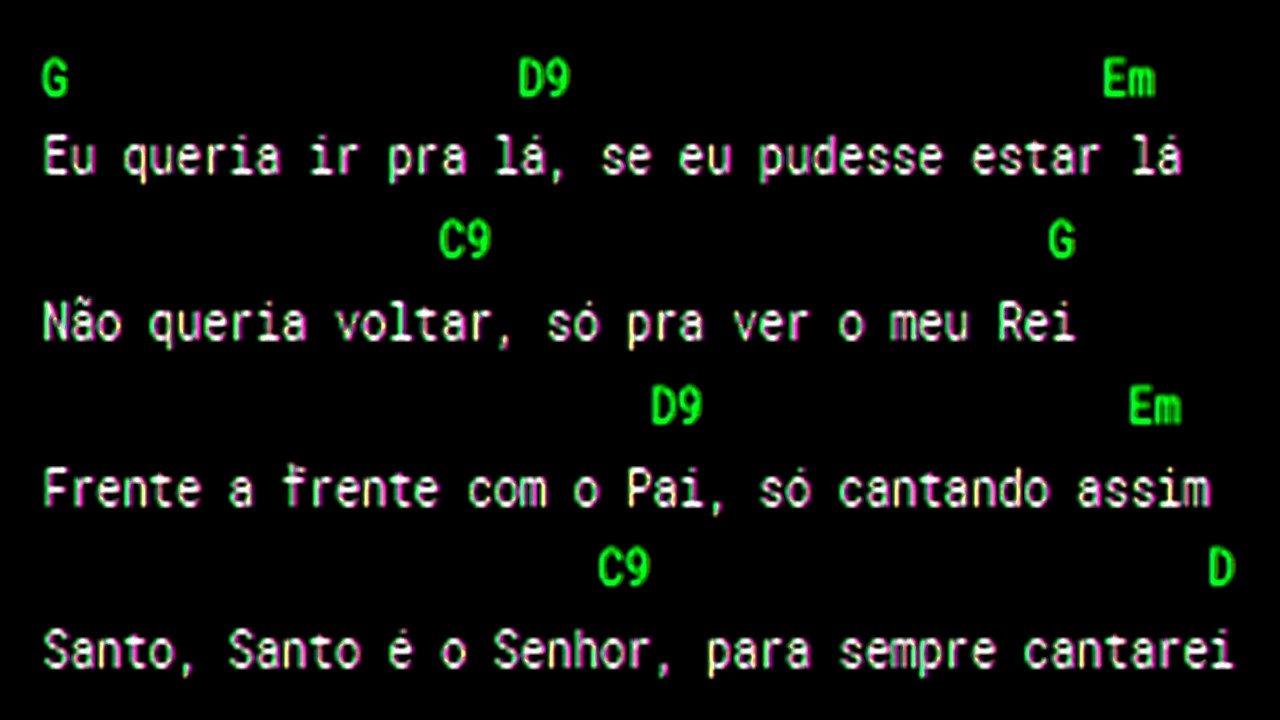 G D9 Em
Eu queria ir pra lá, se eu pudesse estar lá
C9 G
Não queria voltar, só pra ver o meu Rei
D9 Em
Frente a frente com o Pai, só cantando assim
C9 D
Santo, Santo é o Senhor, para sempre cantarei